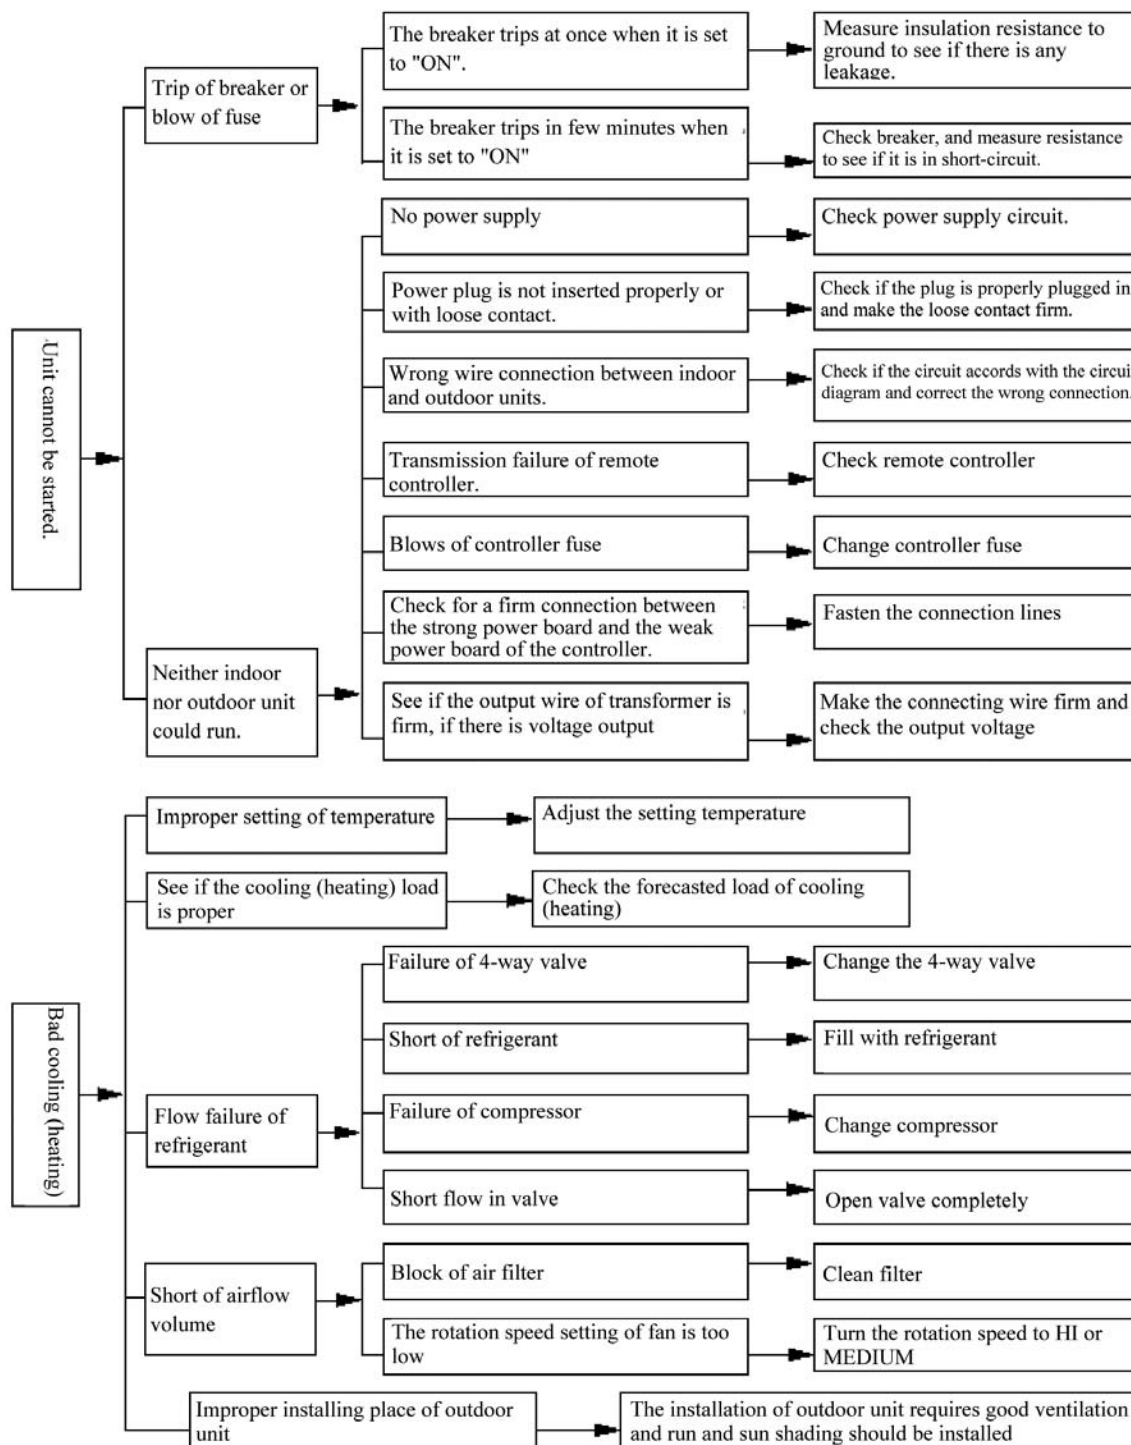 Unit cannot be started.
Trip of breaker or
blow of fuse
The breaker trips at once when it is set
to "ON".
Measure insulation resistance to
ground to see if there is any
leakage.
The breaker trips in few minutes when
it is set to "ON"
Check breaker, and measure resistance
to see if it is in short-circuit.
Neither indoor
nor outdoor unit
could run.
No power supply
Check power supply circuit.
Power plug is not inserted properly or
with loose contact.
Check if the plug is properly plugged in
and make the loose contact firm.
Wrong wire connection between indoor
and outdoor units.
Check if the circuit accords with the circui
diagram and correct the wrong connection.
Transmission failure of remote
controller.
Check remote controller
Blows of controller fuse
Change controller fuse
Check for a firm connection between
the strong power board and the weak
power board of the controller.
Fasten the connection lines
See if the output wire of transformer is
firm, if there is voltage output
Make the connecting wire firm and
check the output voltage
Bad cooling (heating)
Improper setting of temperature
Adjust the setting temperature
See if the cooling (heating) load
is proper
Check the forecasted load of cooling
(heating)
Flow failure of
refrigerant
Failure of 4-way valve
Change the 4-way valve
Short of refrigerant
Fill with refrigerant
Failure of compressor
Change compressor
Short flow in valve
Open valve completely
Short of airflow
volume
Block of air filter
Clean filter
The rotation speed setting of fan is too
low
Turn the rotation speed to HI or
MEDIUM
Improper installing place of outdoor
unit
The installation of outdoor unit requires good ventilation
and run and sun shading should be installed